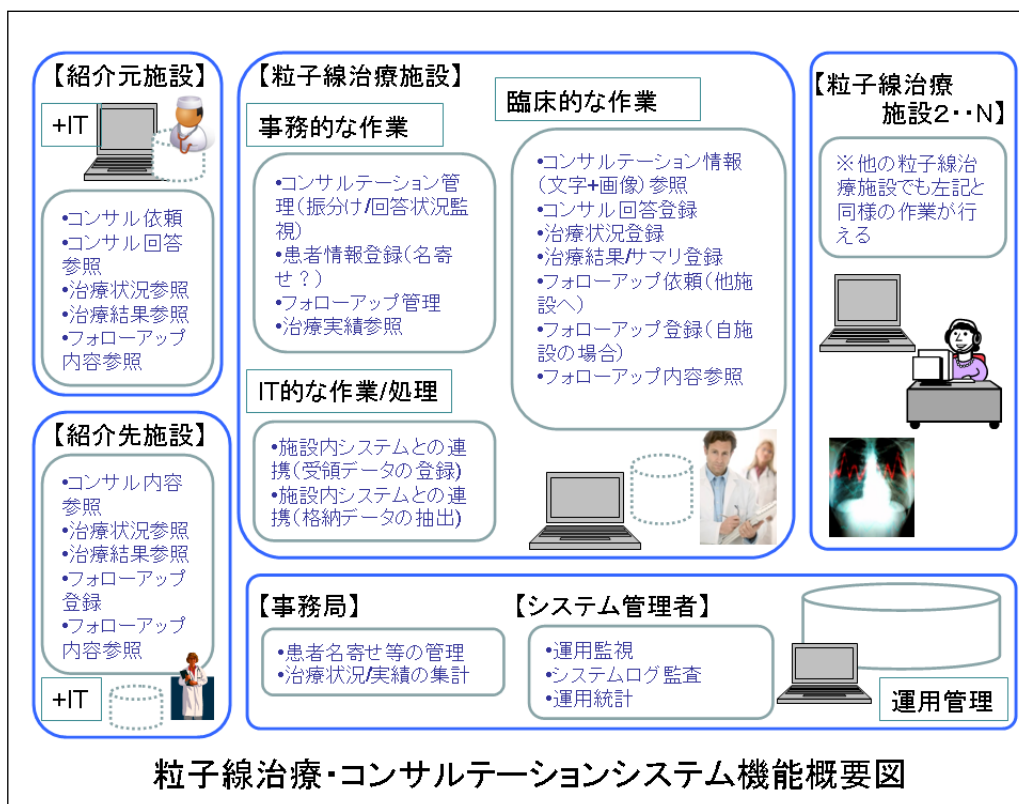 【紹介元施設】
+IT
•コンサル依頼
•コンサル回答
参照
•治療状況参照
•治療結果参照
•フォローアップ
内容参照
【紹介先施設】
•コンサル内容
参照
•治療状況参照
•治療結果参照
•フォローアップ
登録
•フォローアップ
内容参照
+IT
【粒子線治療施設】
事務的な作業
•コンサルテーション管
理(振分け/回答状況監
視)
•患者情報登録(名寄
せ？)
•フォローアップ管理
•治療実績参照
IT的な作業/処理
•施設内システムとの連
携(受領データの登録)
•施設内システムとの連
携(格納データの抽出)
臨床的な作業
•コンサルテーション情報
(文字+画像)参照
•コンサル回答登録
•治療状況登録
•治療結果/サマリ登録
•フォローアップ依頼(他施
設へ)
•フォローアップ登録(自施
設の場合)
•フォローアップ内容参照
【粒子線治療
施設2・・N】
※他の粒子線治
療施設でも左記と
同様の作業が行
える
【事務局】
•患者名寄せ等の管理
•治療状況/実績の集計
【システム管理者】
•運用監視
•システムログ監査
•運用統計
運用管理
粒子線治療・コンサルテーションシステム機能概要図